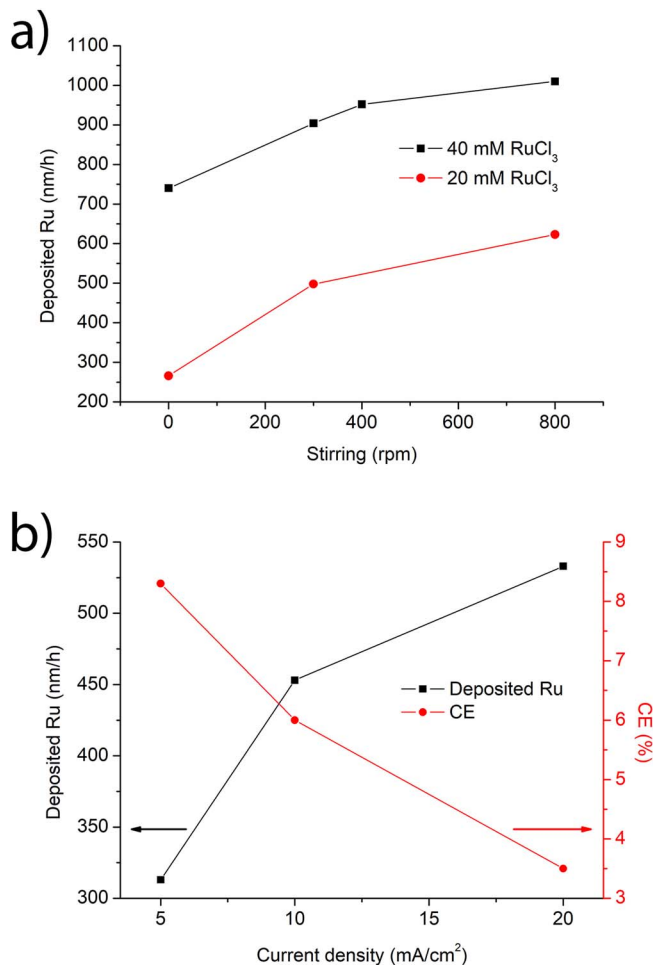 a)
1100
1000
900
800
700
600
500
400
300
200
Deposited Ru (nm/h)
40 mM RuCl₃
20 mM RuCl₃
0 200 400 600 800
Stirring (rpm)
b)
550
500
450
400
350
300
Deposited Ru (nm/h)
Deposited Ru
CE
9
8
7
6
5
4
3
CE (%)
5 10 15 20
Current density (mA/cm²)